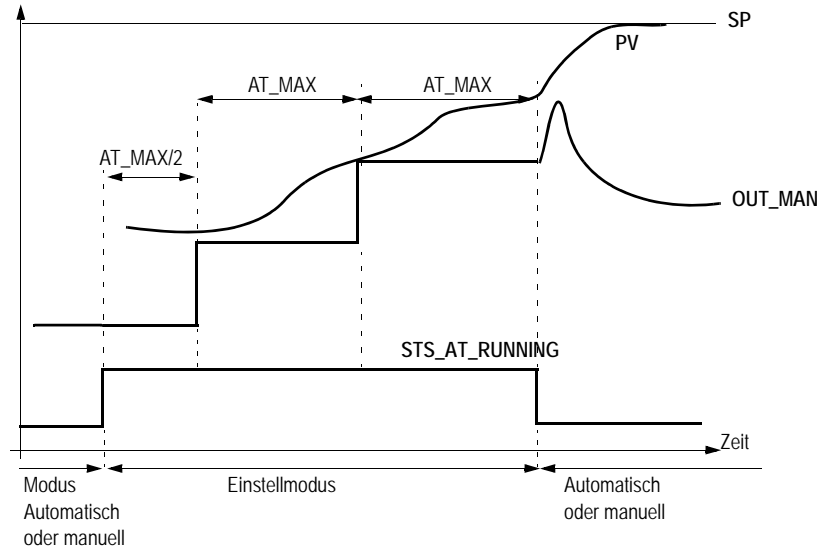 SP
PV
AT_MAX
AT_MAX
AT_MAX/2
OUT_MAN
STS_AT_RUNNING
Zeit
Modus
Automatisch
oder manuell
Einstellmodus
Automatisch
oder manuell